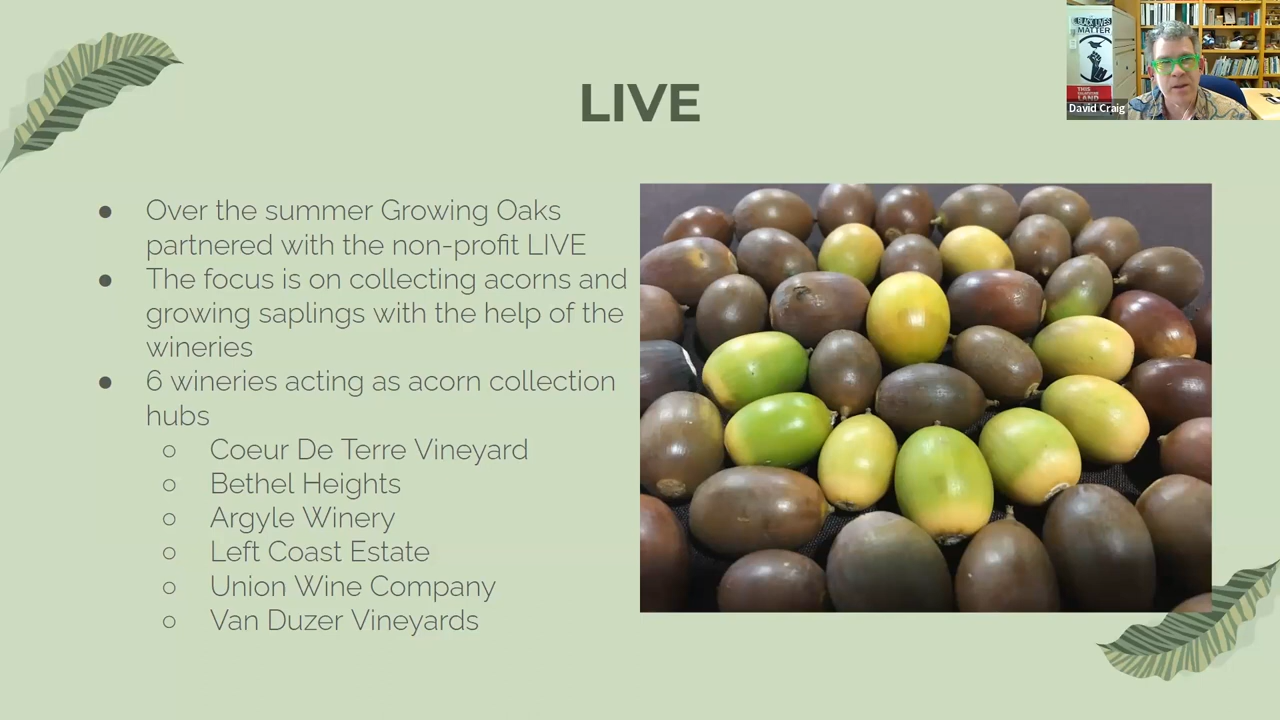 LIVE
BLACK LIVES
MATTER
THIS
LAND
David Craig
● Over the summer Growing Oaks
partnered with the non-profit LIVE
● The focus is on collecting acorns and
growing saplings with the help of the
wineries
● 6 wineries acting as acorn collection
hubs
○ Coeur De Terre Vineyard
○ Bethel Heights
○ Argyle Winery
○ Left Coast Estate
○ Union Wine Company
○ Van Duzer Vineyards